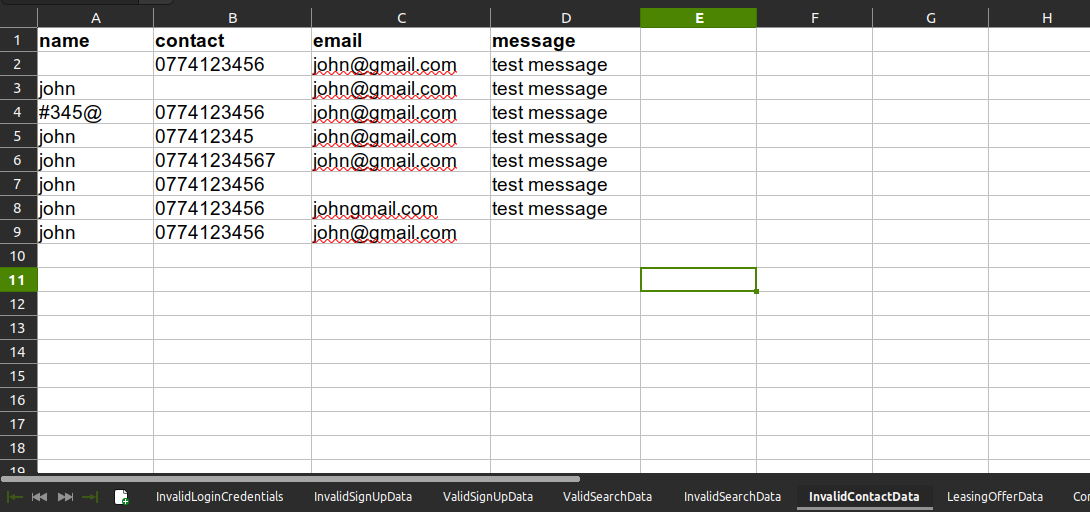 A B C D E F G H
1 name contact email message
2 0774123456 john@gmail.com test message
3 john john@gmail.com test message
4 #345@ 0774123456 john@gmail.com test message
5 john 077412345 john@gmail.com test message
6 john 07741234567 john@gmail.com test message
7 john 0774123456 test message
8 john 0774123456 johngmail.com test message
9 john 0774123456 john@gmail.com
10
11
12
13
14
15
16
17
18
19
InvalidLoginCredentials InvalidSignUpData ValidSignUpData ValidSearchData InvalidSearchData InvalidContactData LeasingOfferData